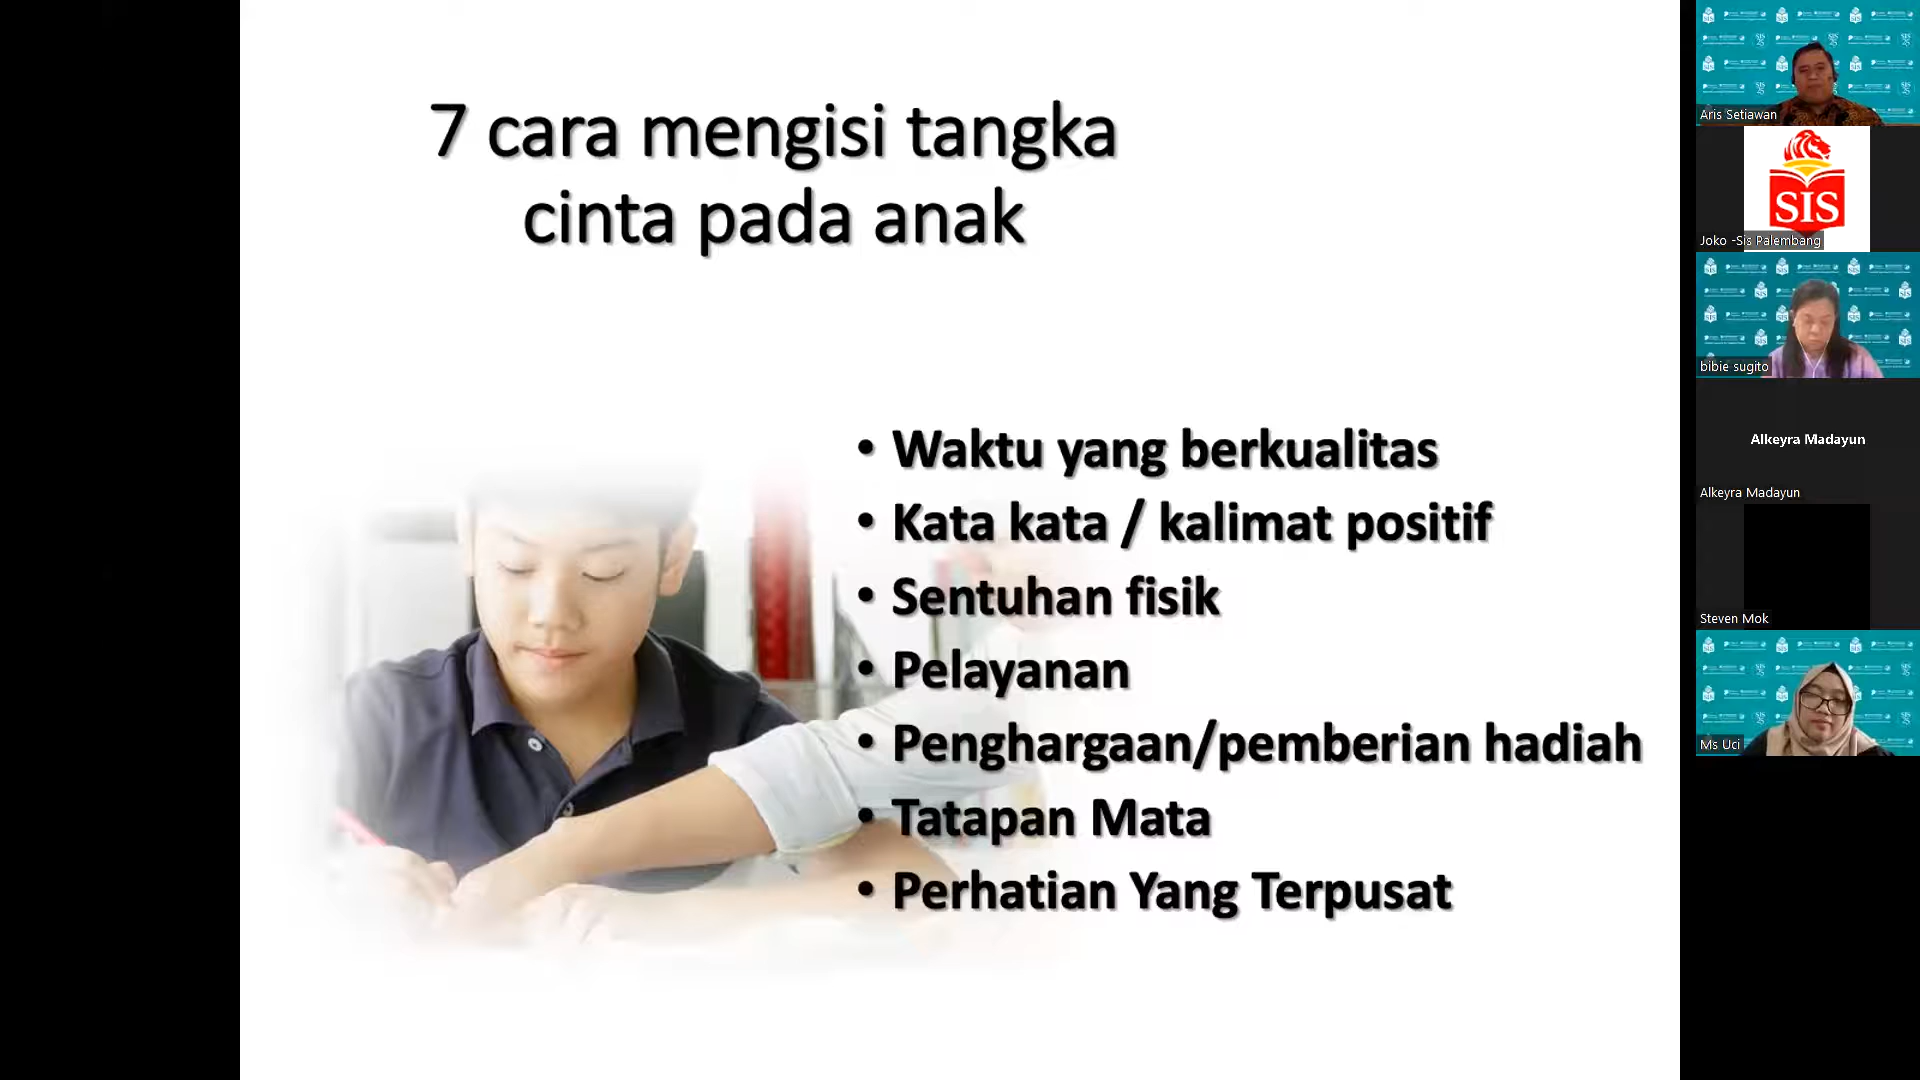 7 cara mengisi tangka
cinta pada anak
• Waktu yang berkualitas
• Kata kata / kalimat positif
• Sentuhan fisik
• Pelayanan
• Penghargaan/pemberian hadiah
• Tatapan Mata
• Perhatian Yang Terpusat
Aris Setiawan
SIS
Joko -Sis Palembang
bibie sugito
Alkeyra Madayun
Alkeyra Madayun
Steven Mok
Ms Uci